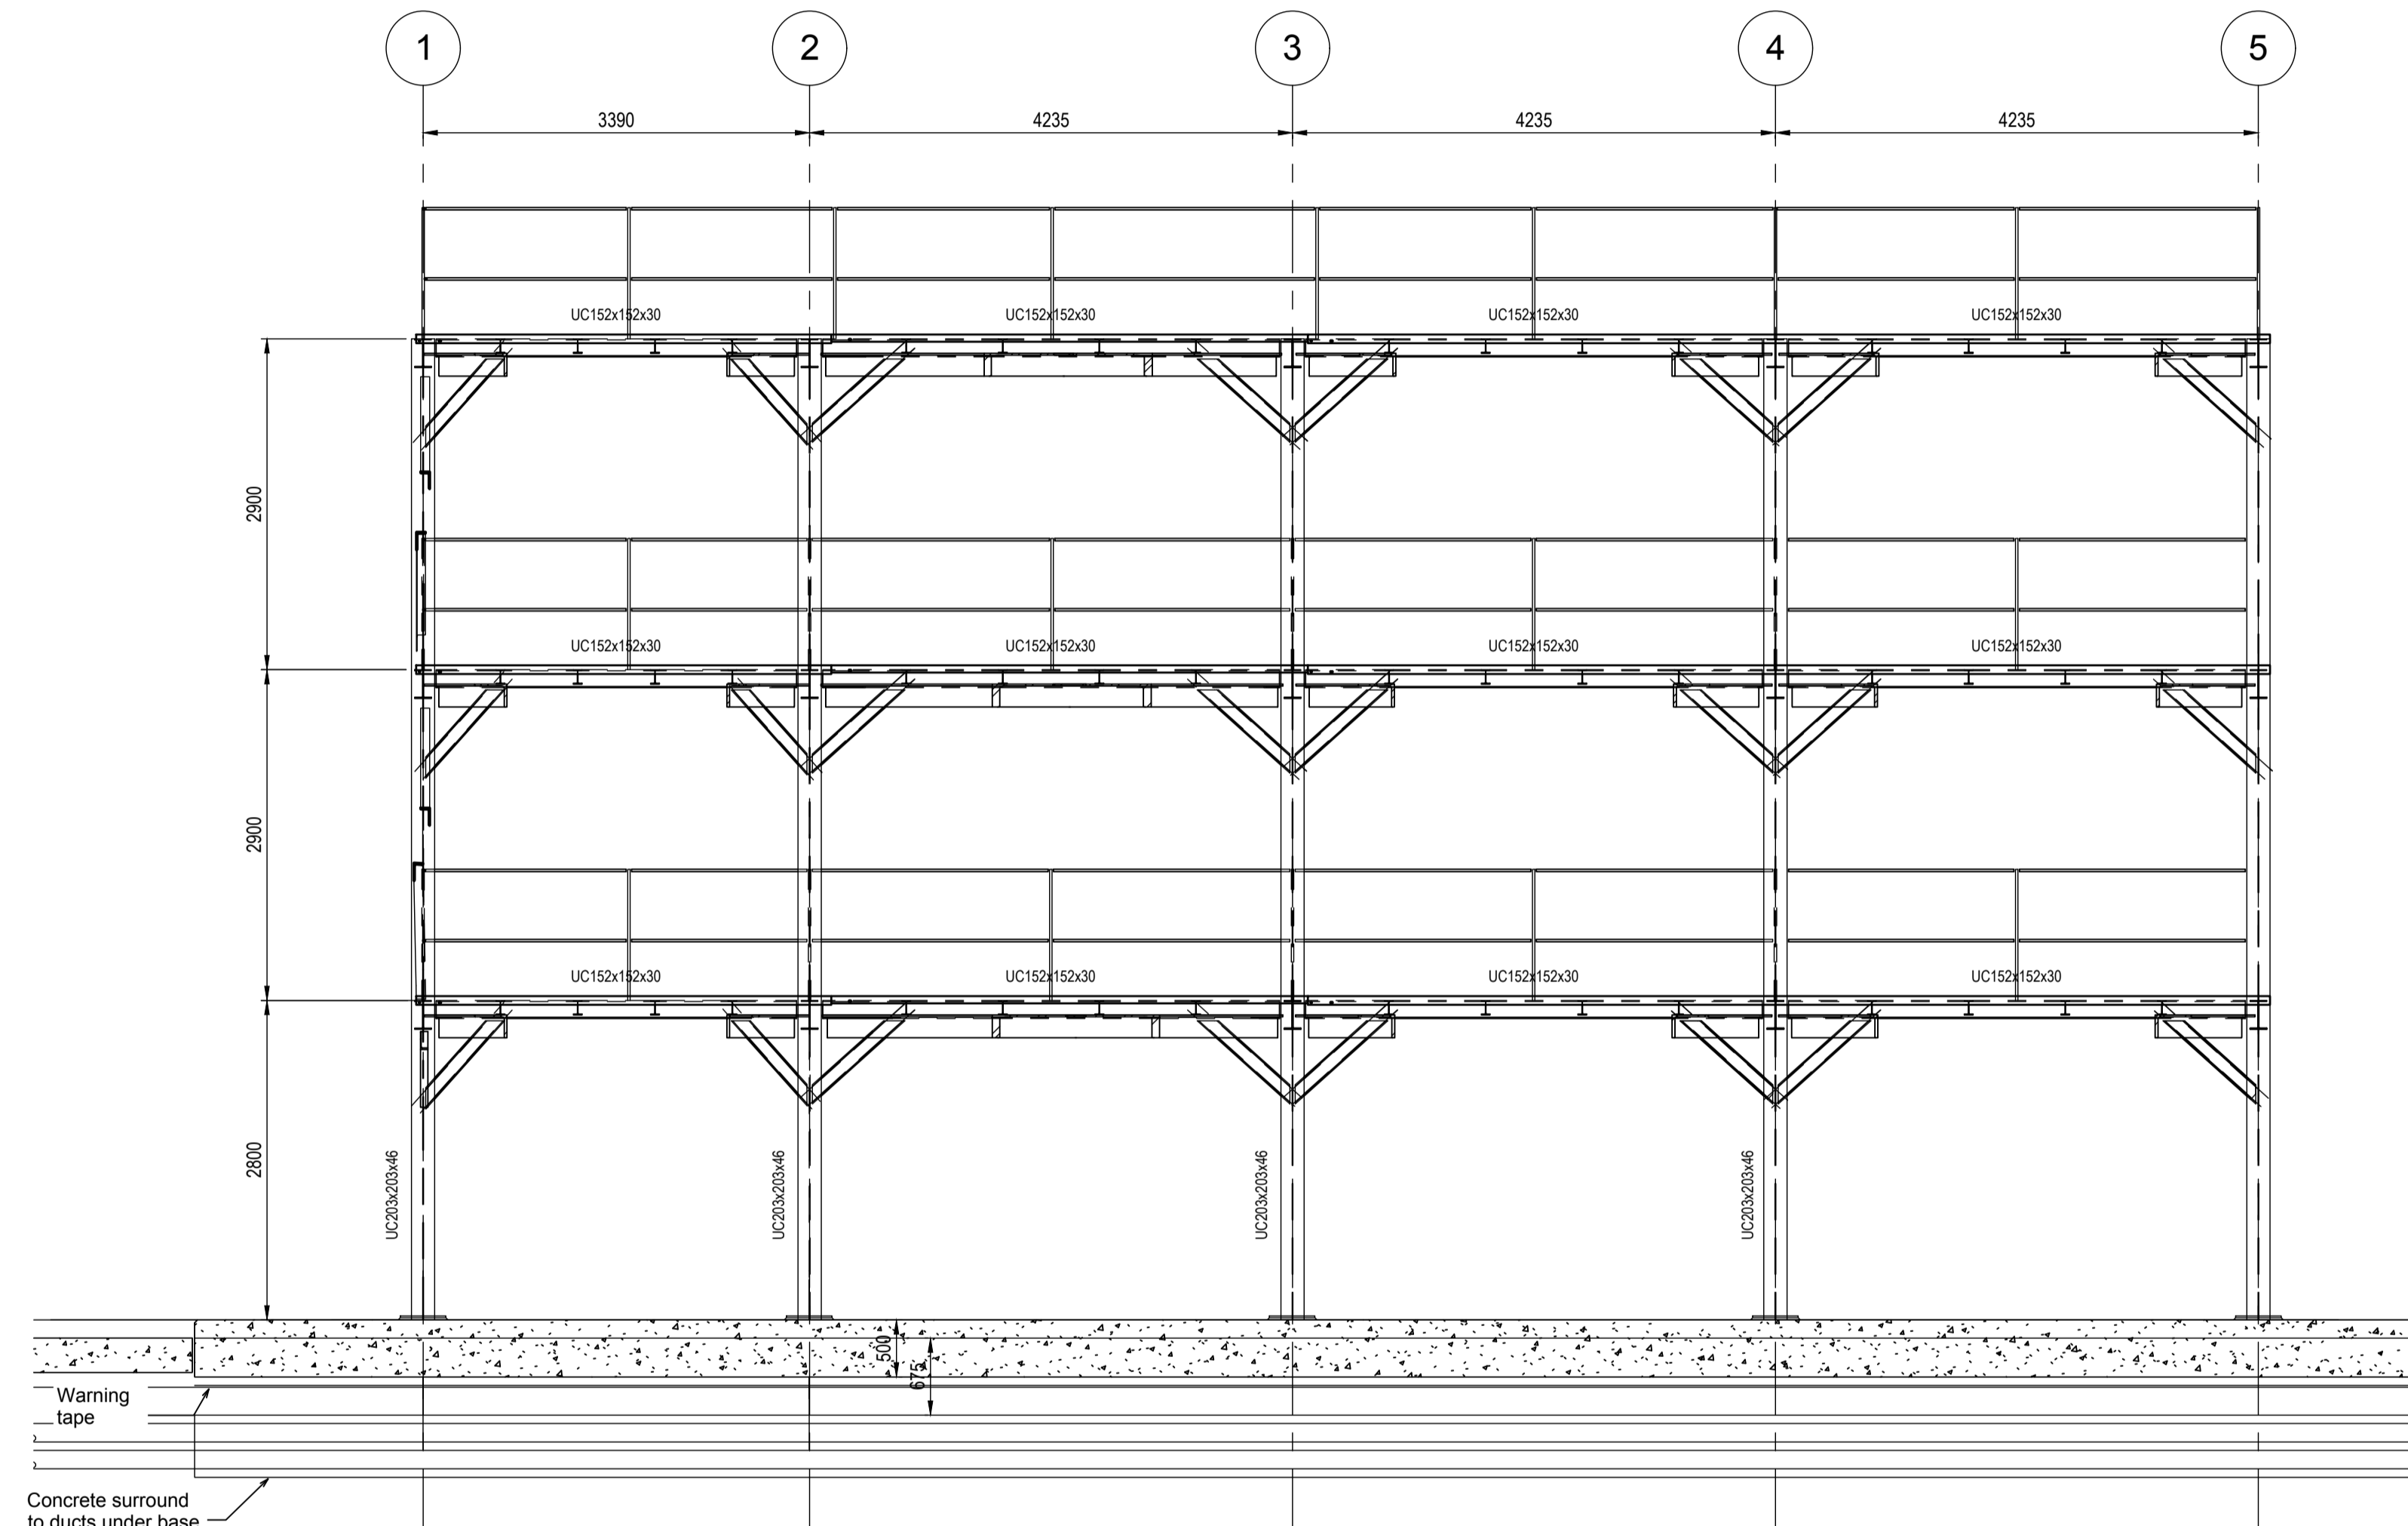 1 2 3 4 5
3390 4235 4235 4235
UC152x152x30 UC152x152x30 UC152x152x30 UC152x152x30
2900
UC152x152x30 UC152x152x30 UC152x152x30 UC152x152x30
2900
UC152x152x30 UC152x152x30 UC152x152x30 UC152x152x30
2800
UC203x203x46 UC203x203x46 UC203x203x46 UC203x203x46
500
675
Warning
tape
Concrete surround
to ducts under base